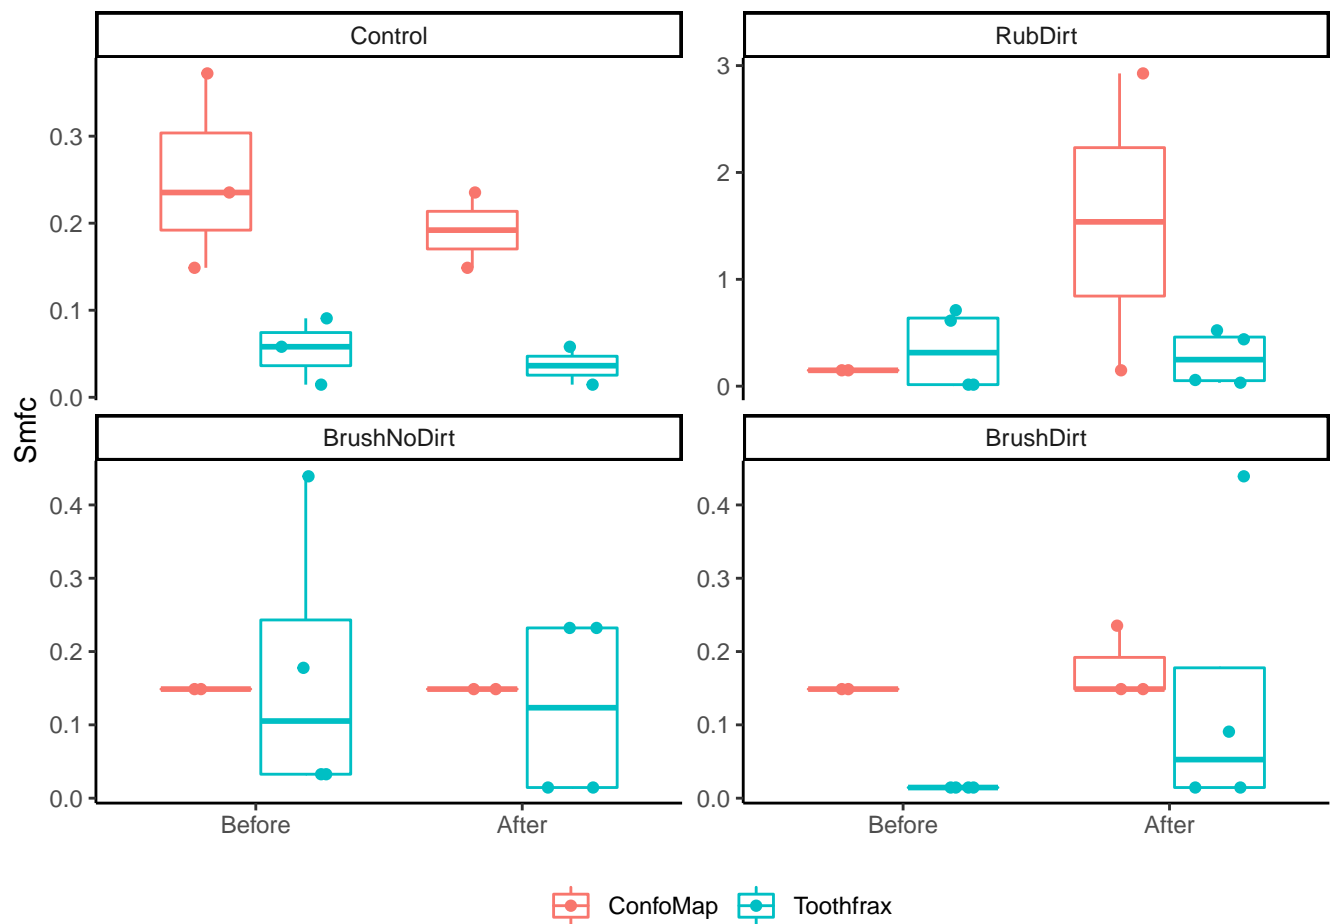 Control
RubDirt
0.3
0.2
0.1
0.0
3
2
1
0
Smfc
BrushNoDirt
BrushDirt
0.4
0.3
0.2
0.1
0.0
0.4
0.3
0.2
0.1
0.0
Before
After
Before
After
ConfoMap
Toothfrax